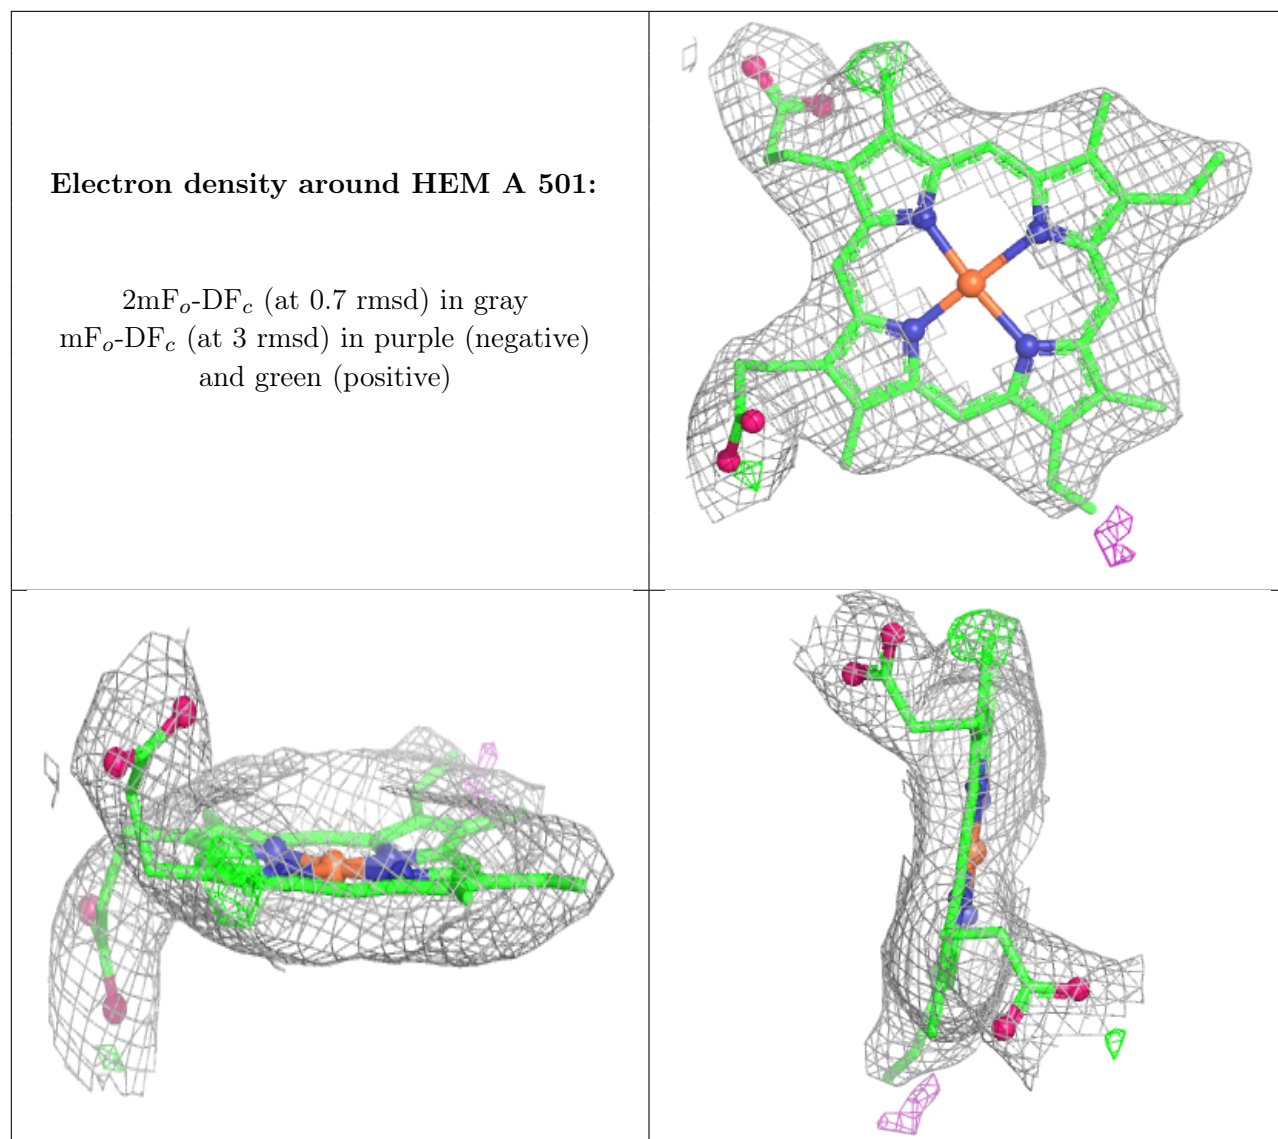 Electron density around HEM A 501:
2mFo-DFc (at 0.7 rmsd) in gray
mFo-DFc (at 3 rmsd) in purple (negative)
and green (positive)